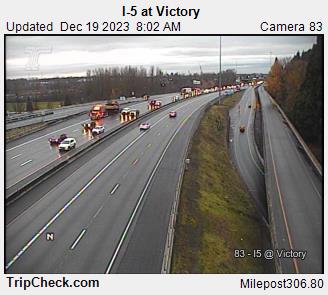 I-5 at Victory
Updated Dec 19 2023 8:02 AM Camera 83
N
83 - I5 @ Victory
TripCheck.com Milepost306.80